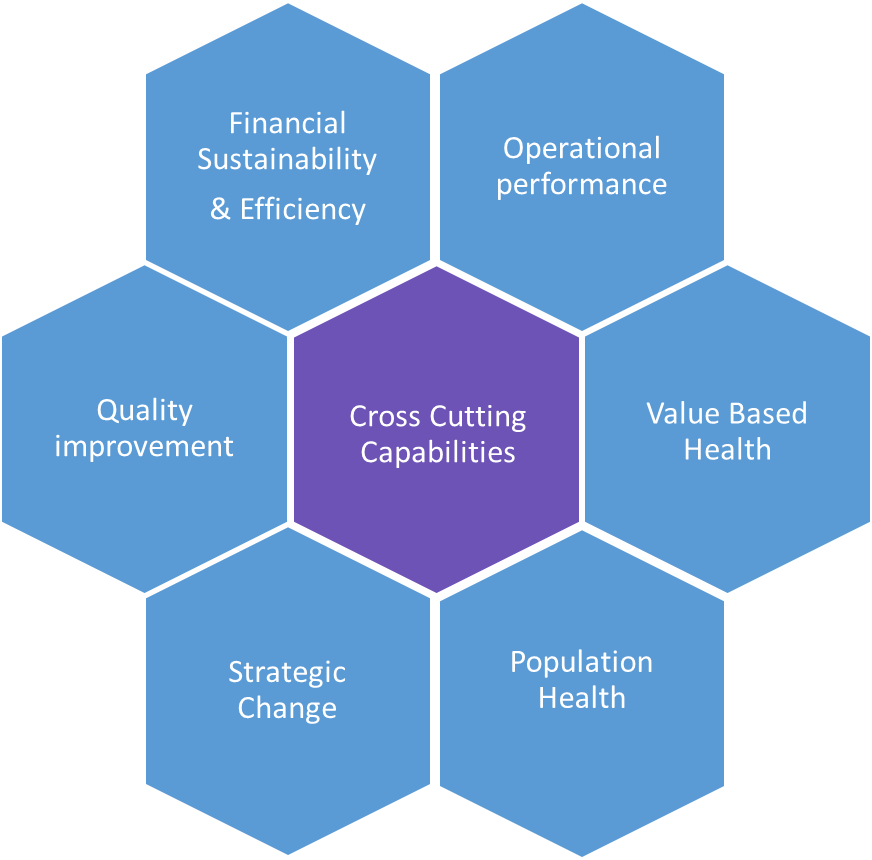 Financial
Sustainability
& Efficiency
Operational
performance
Quality
improvement
Cross Cutting
Capabilities
Value Based
Health
Strategic
Change
Population
Health